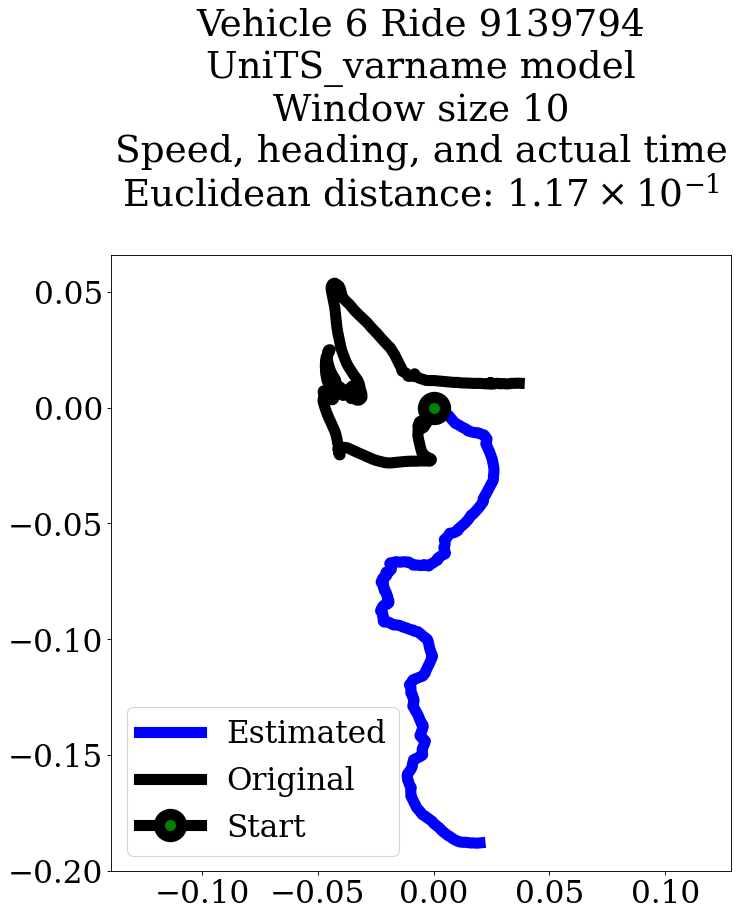 Vehicle 6 Ride 9139794
UniTS_varname model
Window size 10
Speed, heading, and actual time
Euclidean distance: 1.17 × 10⁻¹
0.05
0.00
−0.05
−0.10
−0.15
−0.20
Estimated
Original
Start
−0.10 −0.05 0.00 0.05 0.10